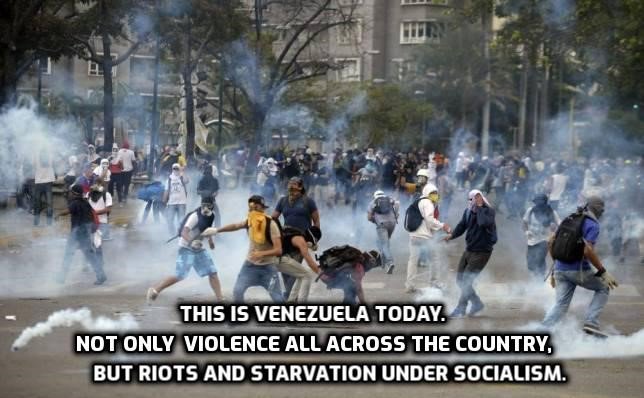 THIS IS VENEZUELA TODAY.
NOT ONLY VIOLENCE ALL ACROSS THE COUNTRY,
BUT RIOTS AND STARVATION UNDER SOCIALISM.